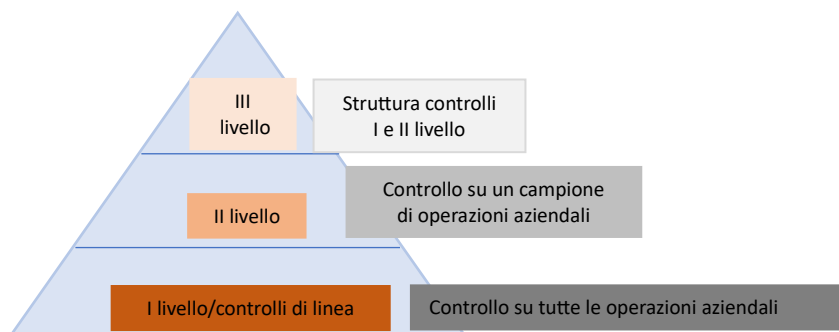 III
livello
Struttura controlli
I e II livello
II livello
Controllo su un campione
di operazioni aziendali
I livello/controlli di linea
Controllo su tutte le operazioni aziendali